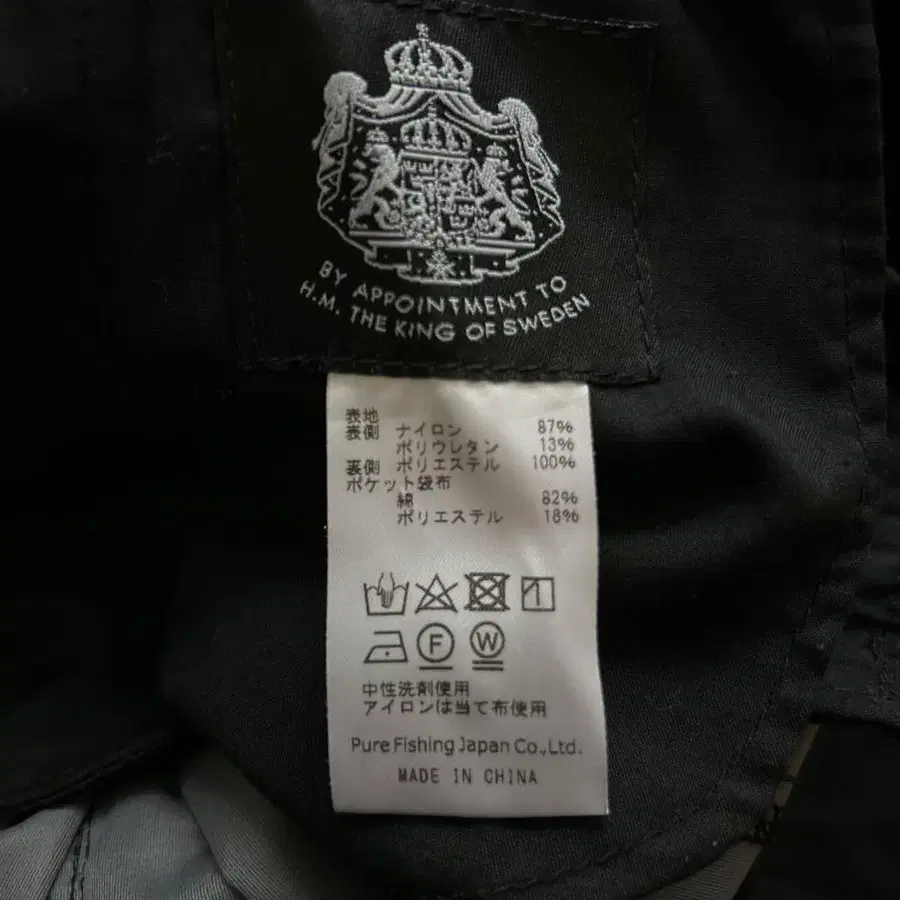 BY APPOINTMENT TO
H.M. THE KING OF SWEDEN
表地
表側 ナイロン 87%
ポリウレタン 13%
裏側 ポリエステル 100%
ポケット袋布
綿 82%
ポリエステル 18%
F W
中性洗剤使用
アイロンは当て布使用
Pure Fishing Japan Co.,Ltd.
MADE IN CHINA